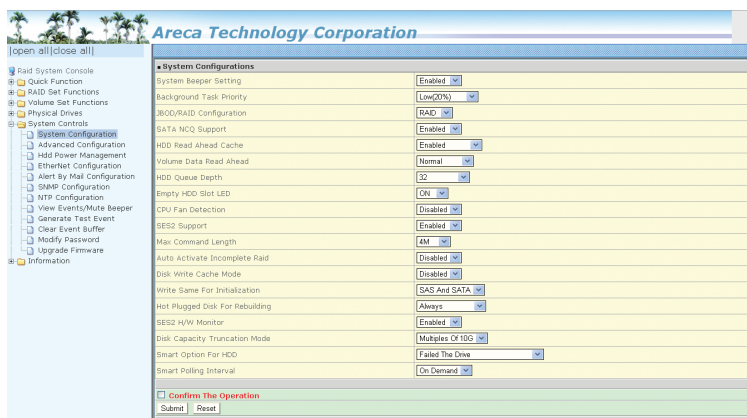 Areca Technology Corporation
|open all|close all|
Raid System Console
Quick Function
RAID Set Functions
Volume Set Functions
Physical Drives
System Controls
System Configuration
Advanced Configuration
Hdd Power Management
EtherNet Configuration
Alert By Mail Configuration
SNMP Configuration
NTP Configuration
View Events/Mute Beeper
Generate Test Event
Clear Event Buffer
Modify Password
Upgrade Firmware
Information
System Configurations
System Beeper Setting Enabled
Background Task Priority Low(20%)
JBOD/RAID Configuration RAID
SATA NCQ Support Enabled
HDD Read Ahead Cache Enabled
Volume Data Read Ahead Normal
HDD Queue Depth 32
Empty HDD Slot LED ON
CPU Fan Detection Disabled
SES2 Support Enabled
Max Command Length 4M
Auto Activate Incomplete Raid Disabled
Disk Write Cache Mode Disabled
Write Same For Initialization SAS And SATA
Hot Plugged Disk For Rebuilding Always
SES2 H/W Monitor Enabled
Disk Capacity Truncation Mode Multiples Of 10G
Smart Option For HDD Failed The Drive
Smart Polling Interval On Demand
Confirm The Operation
Submit Reset